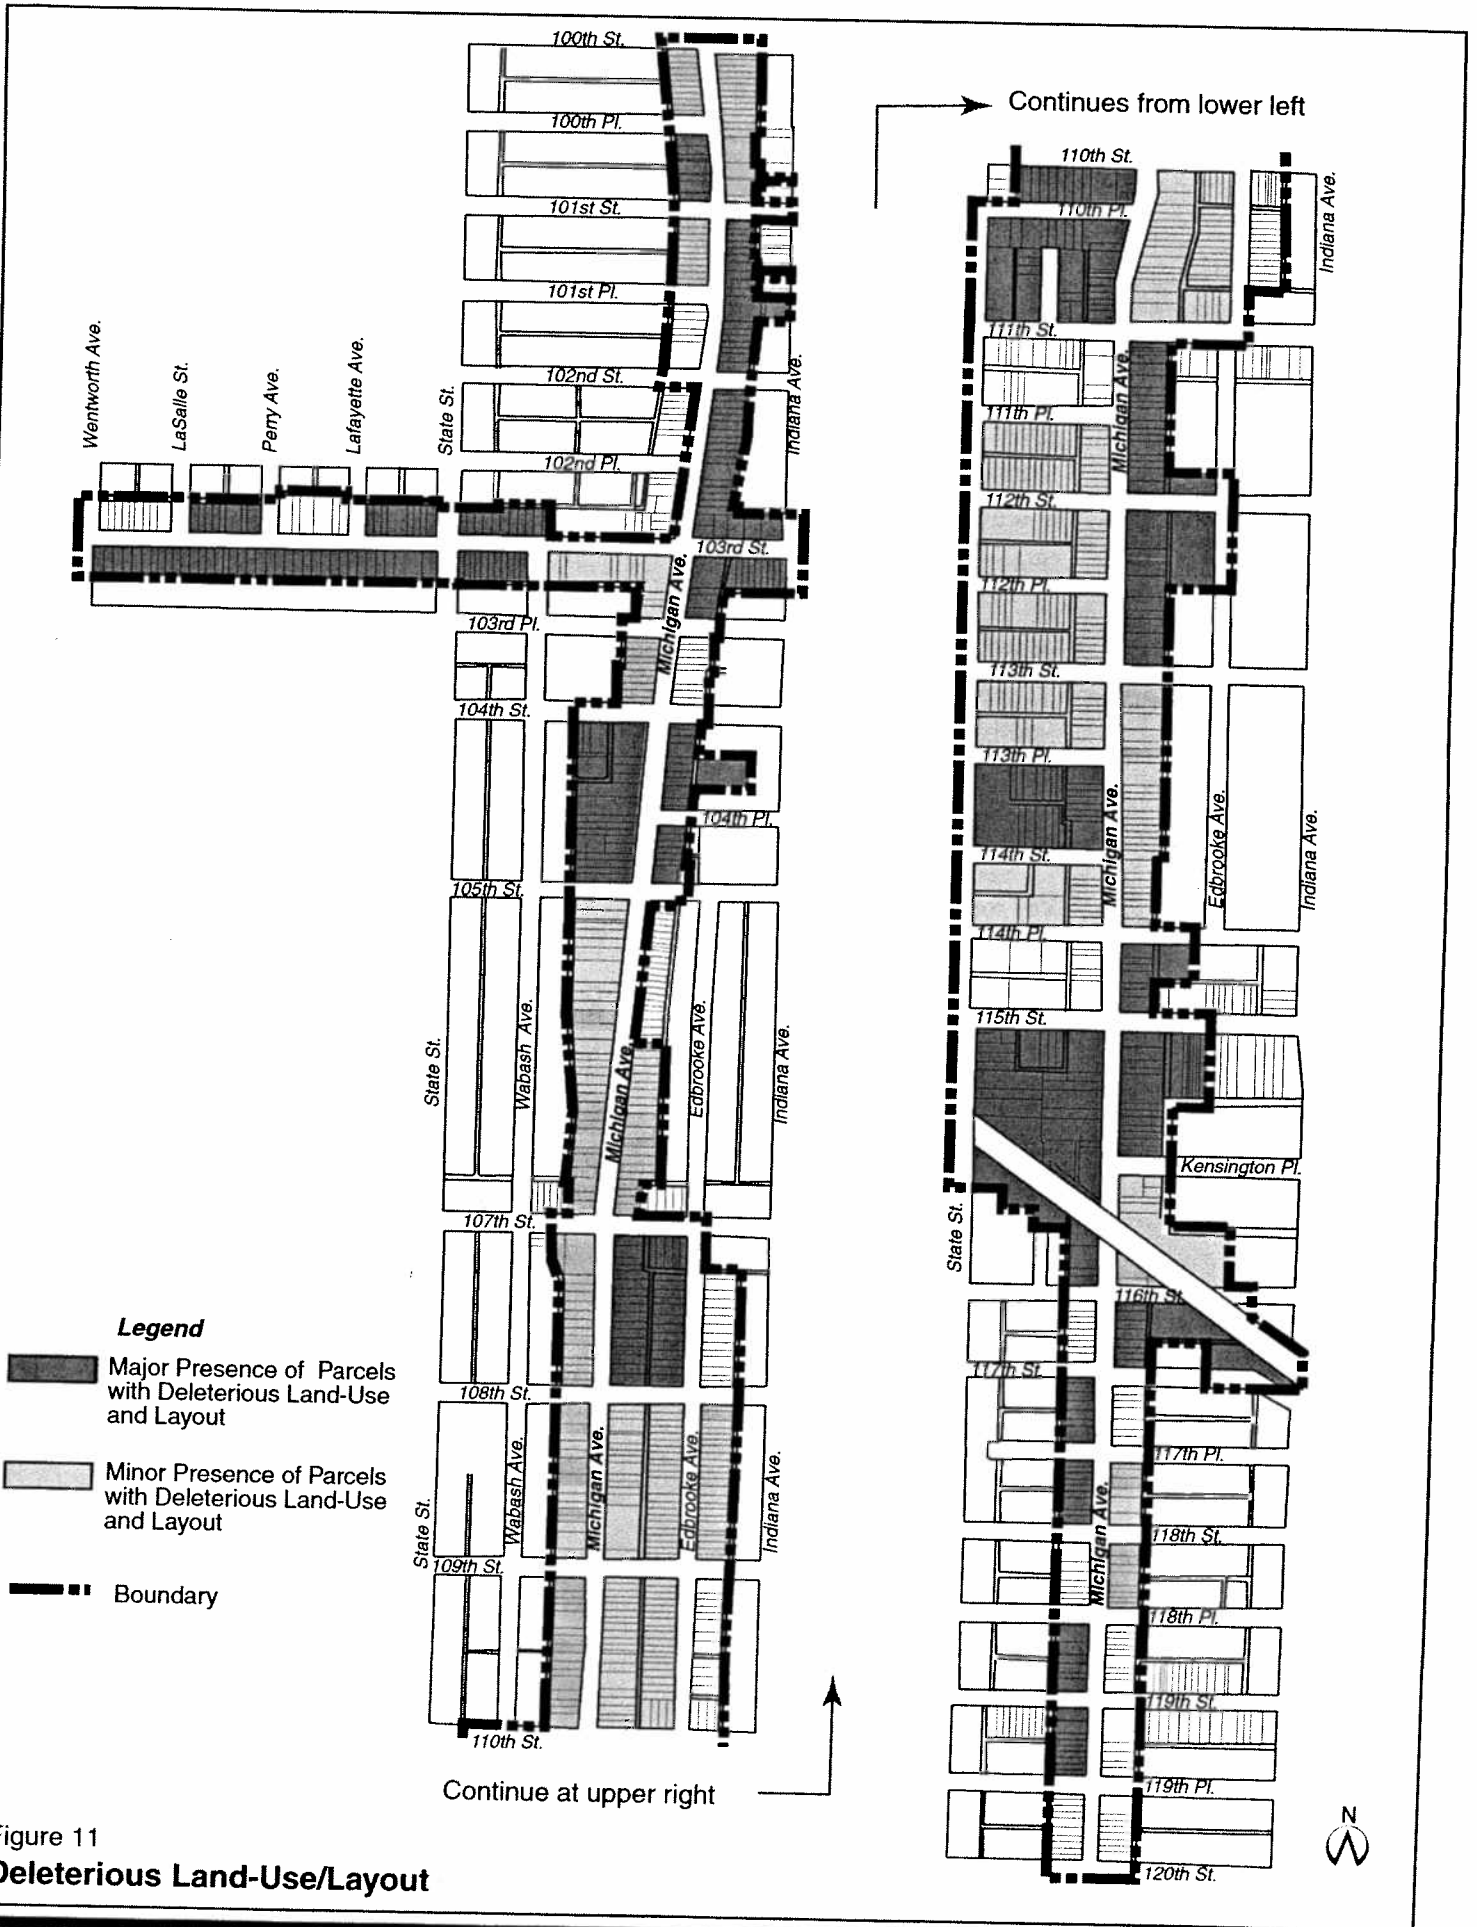 100th St.
Continues from lower left
100th Pl.
110th St.
101st St.
110th Pl.
Indiana Ave.
101st Pl.
111th St.
Wentworth Ave.
LaSalle St.
Perry Ave.
Lafayette Ave.
State St.
102nd St.
Indiana Ave.
Michigan Ave.
111th Pl.
102nd Pl.
112th St.
103rd St.
Michigan Ave.
112th Pl.
103rd Pl.
113th St.
104th St.
113th Pl.
104th Pl.
Michigan Ave.
Edbrooke Ave.
Indiana Ave.
114th St.
105th St.
114th Pl.
115th St.
State St.
Wabash Ave.
Michigan Ave.
Edbrooke Ave.
Indiana Ave.
Kensington Pl.
107th St.
State St.
116th St.
Legend
Major Presence of Parcels
with Deleterious Land-Use
and Layout
117th St.
108th St.
117th Pl.
Minor Presence of Parcels
with Deleterious Land-Use
and Layout
State St.
Wabash Ave.
Michigan Ave.
Edbrooke Ave.
Indiana Ave.
Michigan Ave.
118th St.
109th St.
Boundary
118th Pl.
119th St.
110th St.
119th Pl.
Continue at upper right
N
igure 11
Deleterious Land-Use/Layout
120th St.